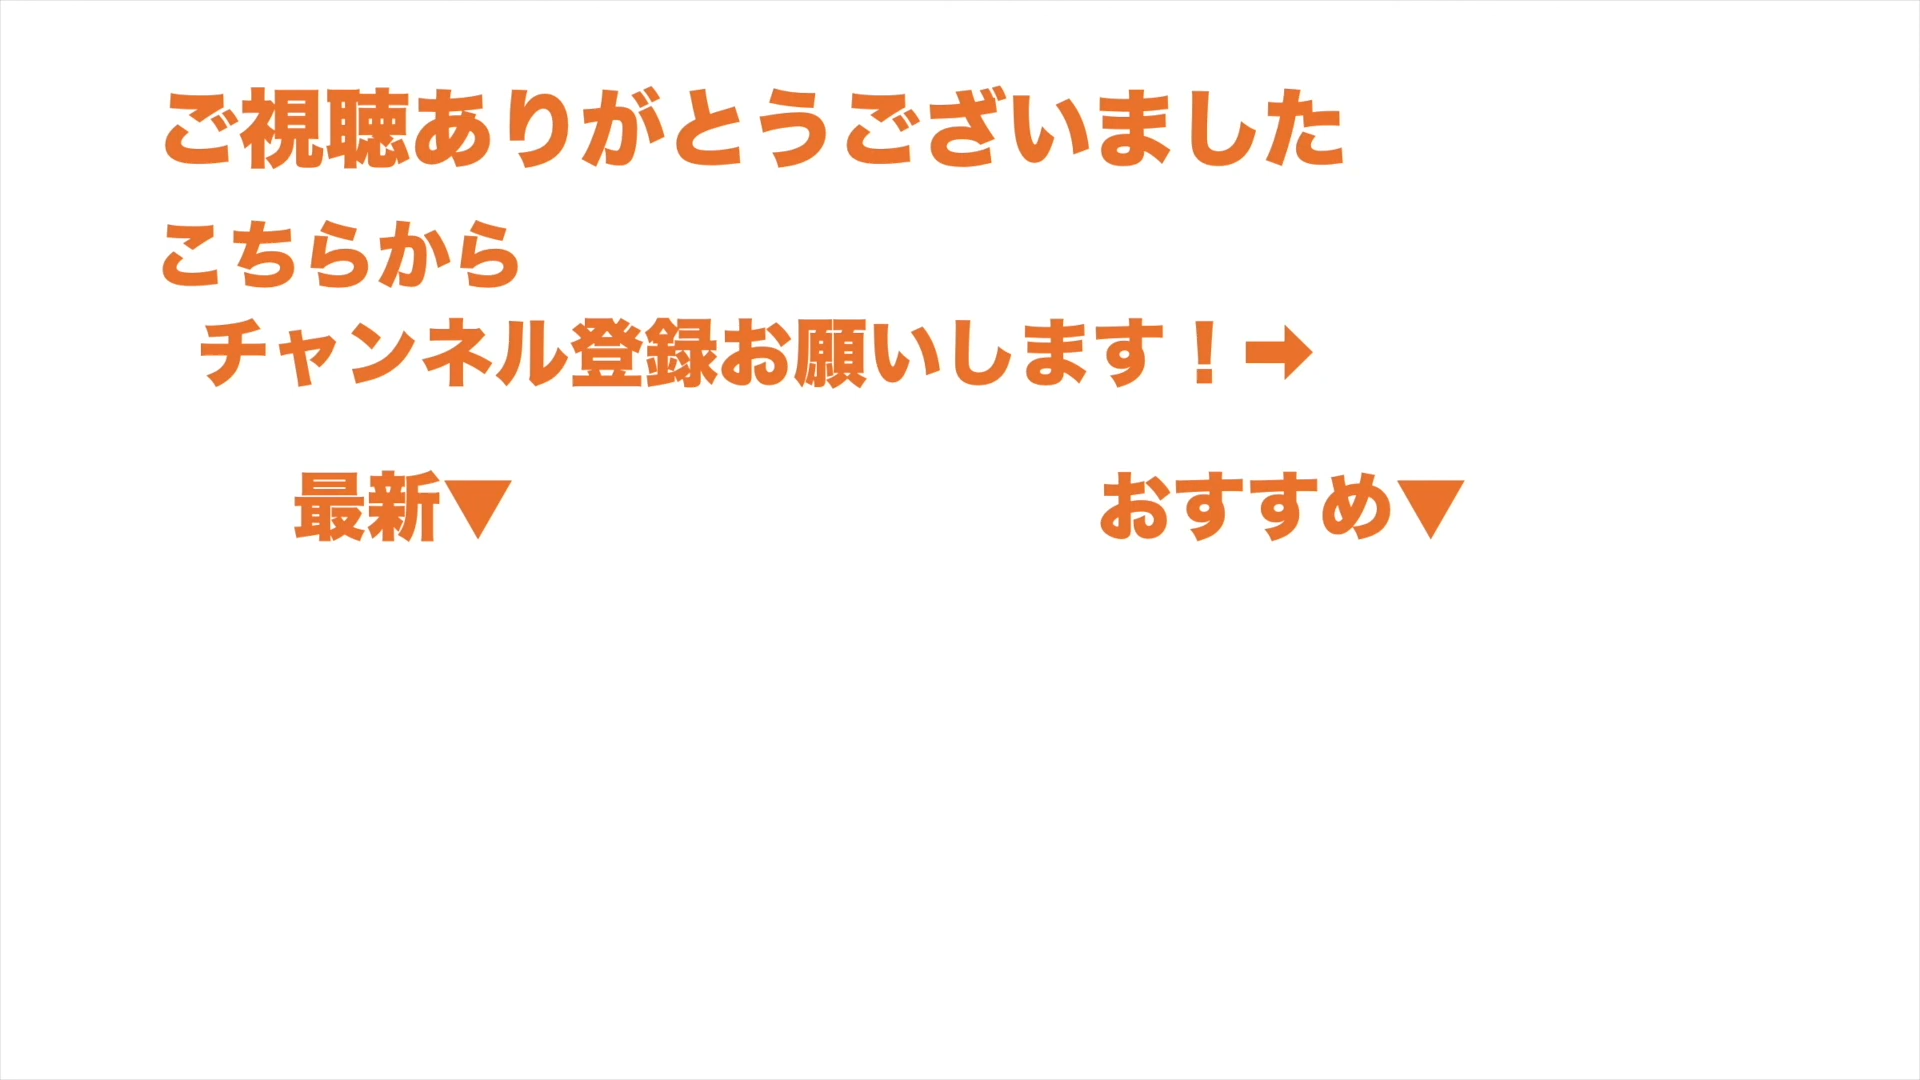 ご視聴ありがとうございました
こちらから
チャンネル登録お願いします！➡
最新▼
おすすめ▼